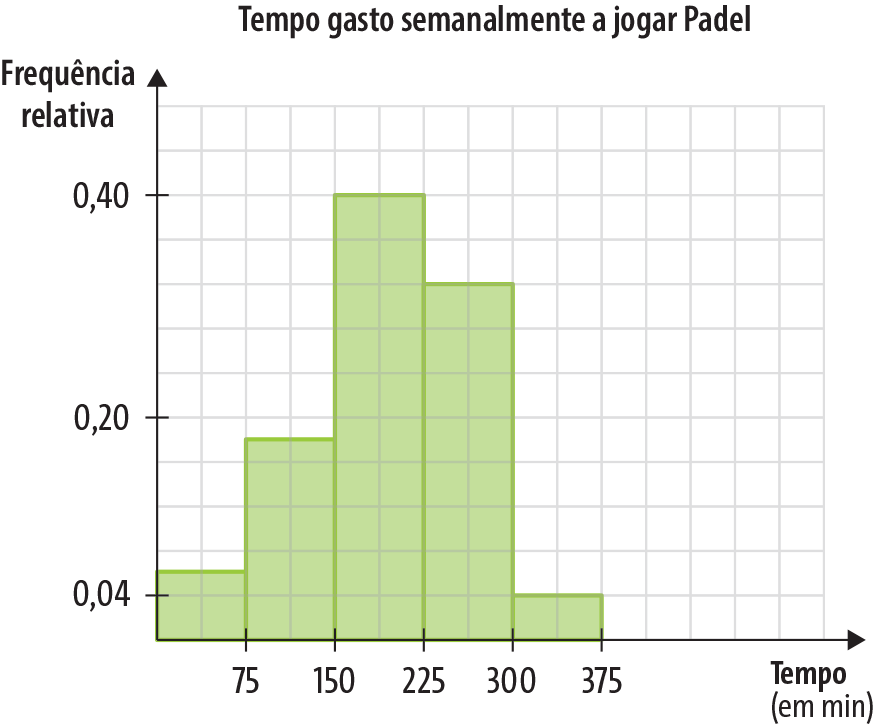 Tempo gasto semanalmente a jogar Padel
Frequência
relativa
0,40
0,20
0,04
75 150 225 300 375
Tempo
(em min)